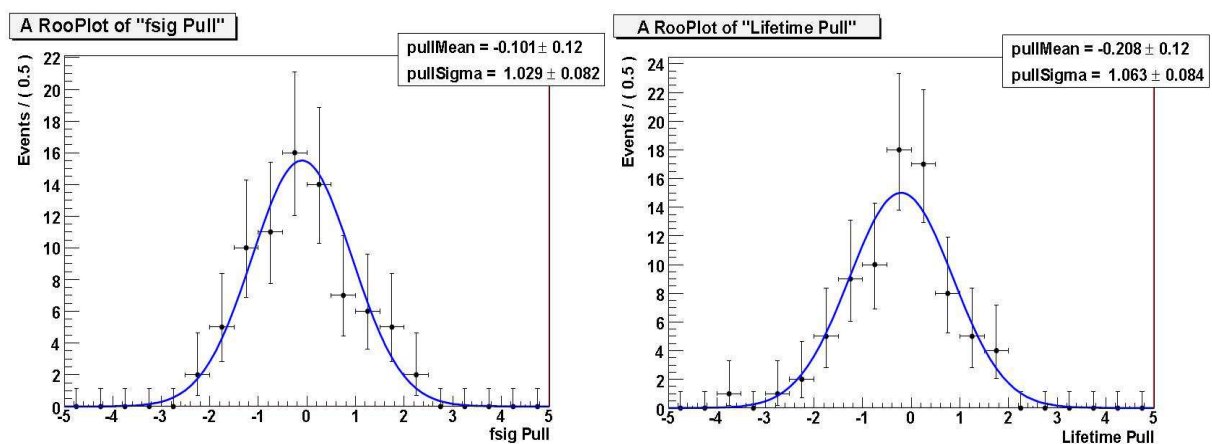 A RooPlot of "fsig Pull"
pullMean = -0.101 ± 0.12
pullSigma = 1.029 ± 0.082
Events / ( 0.5 )
22
20
18
16
14
12
10
8
6
4
2
0
-5 -4 -3 -2 -1 0 1 2 3 4 5
fsig Pull
A RooPlot of "Lifetime Pull"
pullMean = -0.208 ± 0.12
pullSigma = 1.063 ± 0.084
Events / ( 0.5 )
24
22
20
18
16
14
12
10
8
6
4
2
0
-5 -4 -3 -2 -1 0 1 2 3 4 5
Lifetime Pull